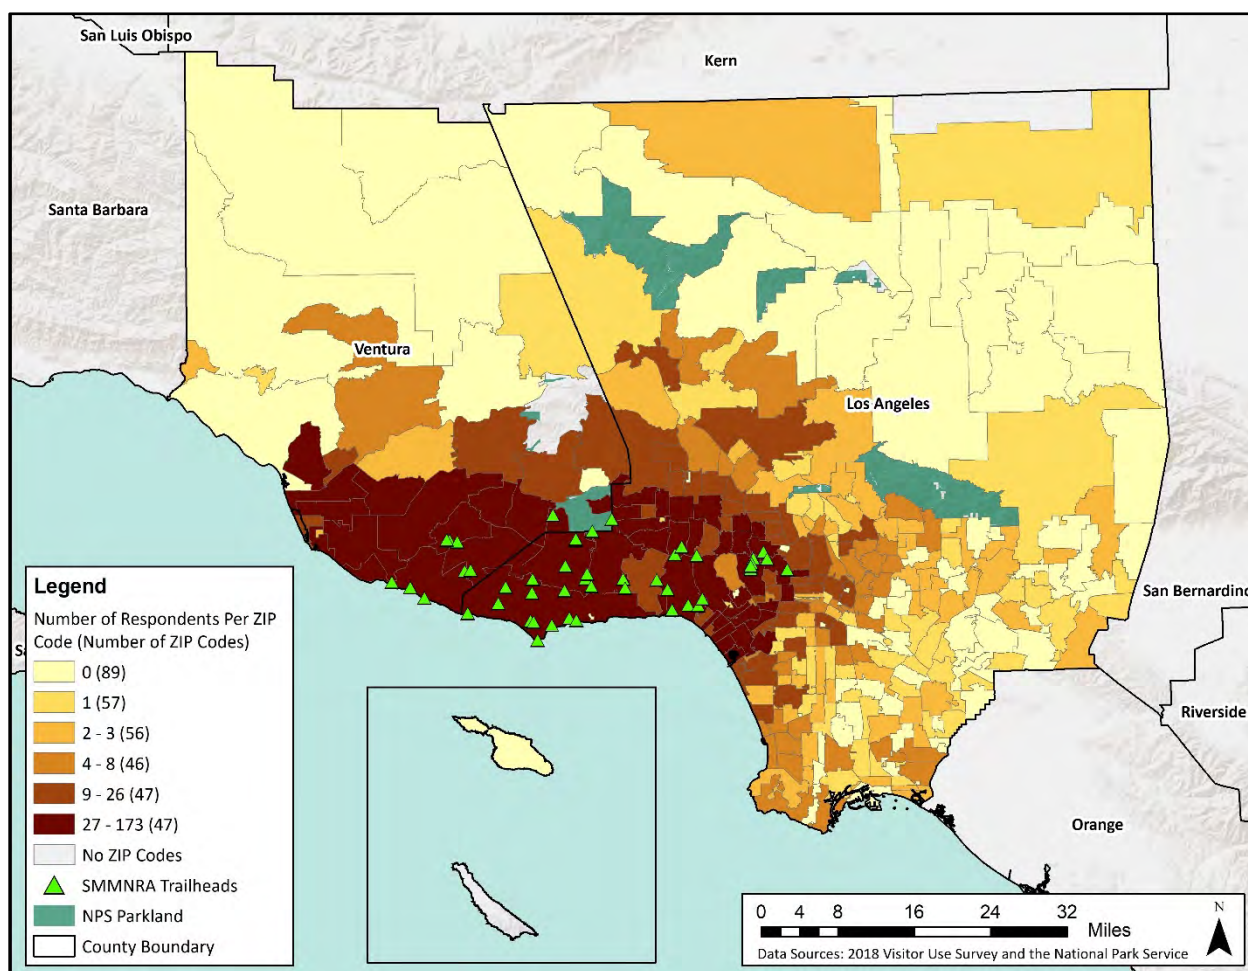 San Luis Obispo
Kern
Santa Barbara
Ventura
Los Angeles
San Bernardino
Riverside
Orange
Legend
Number of Respondents Per ZIP
Code (Number of ZIP Codes)
0 (89)
1 (57)
2 - 3 (56)
4 - 8 (46)
9 - 26 (47)
27 - 173 (47)
No ZIP Codes
SMMNRA Trailheads
NPS Parkland
County Boundary
0 4 8 16 24 32
Miles
N
Data Sources: 2018 Visitor Use Survey and the National Park Service